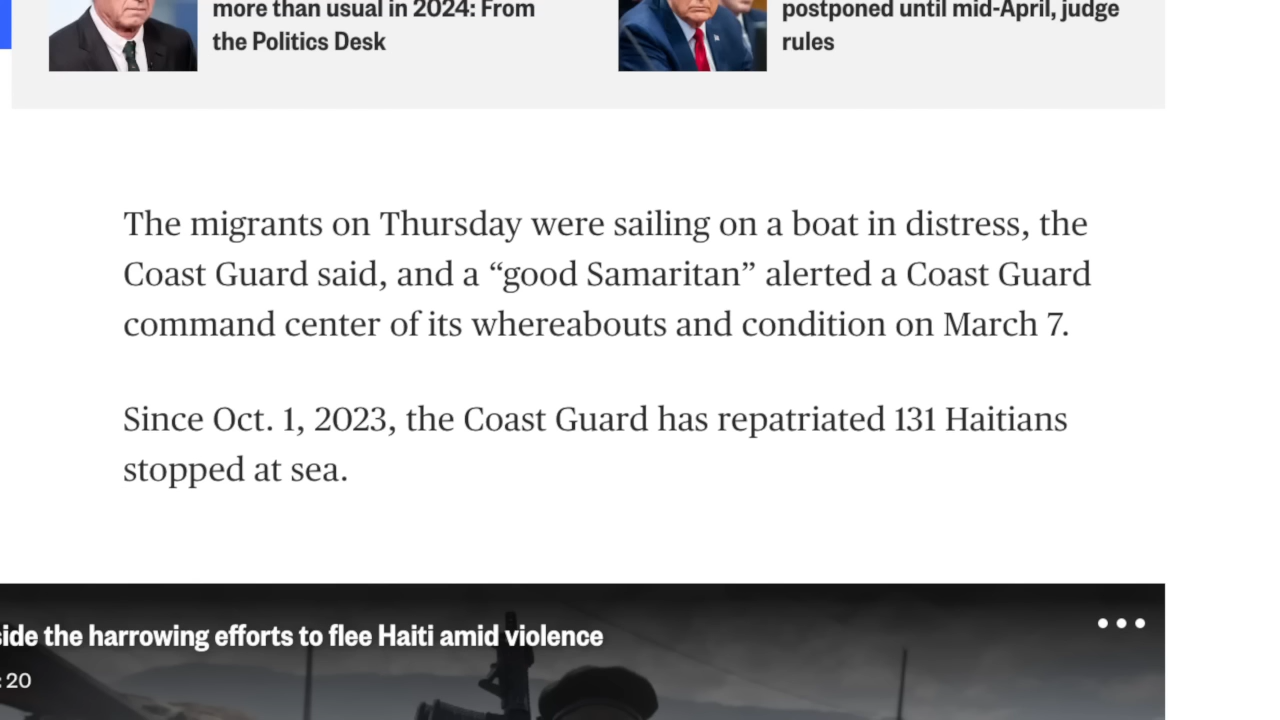 more than usual in 2024: From
the Politics Desk
postponed until mid-April, judge
rules
The migrants on Thursday were sailing on a boat in distress, the
Coast Guard said, and a “good Samaritan” alerted a Coast Guard
command center of its whereabouts and condition on March 7.
Since Oct. 1, 2023, the Coast Guard has repatriated 131 Haitians
stopped at sea.
the harrowing efforts to flee Haiti amid violence
20